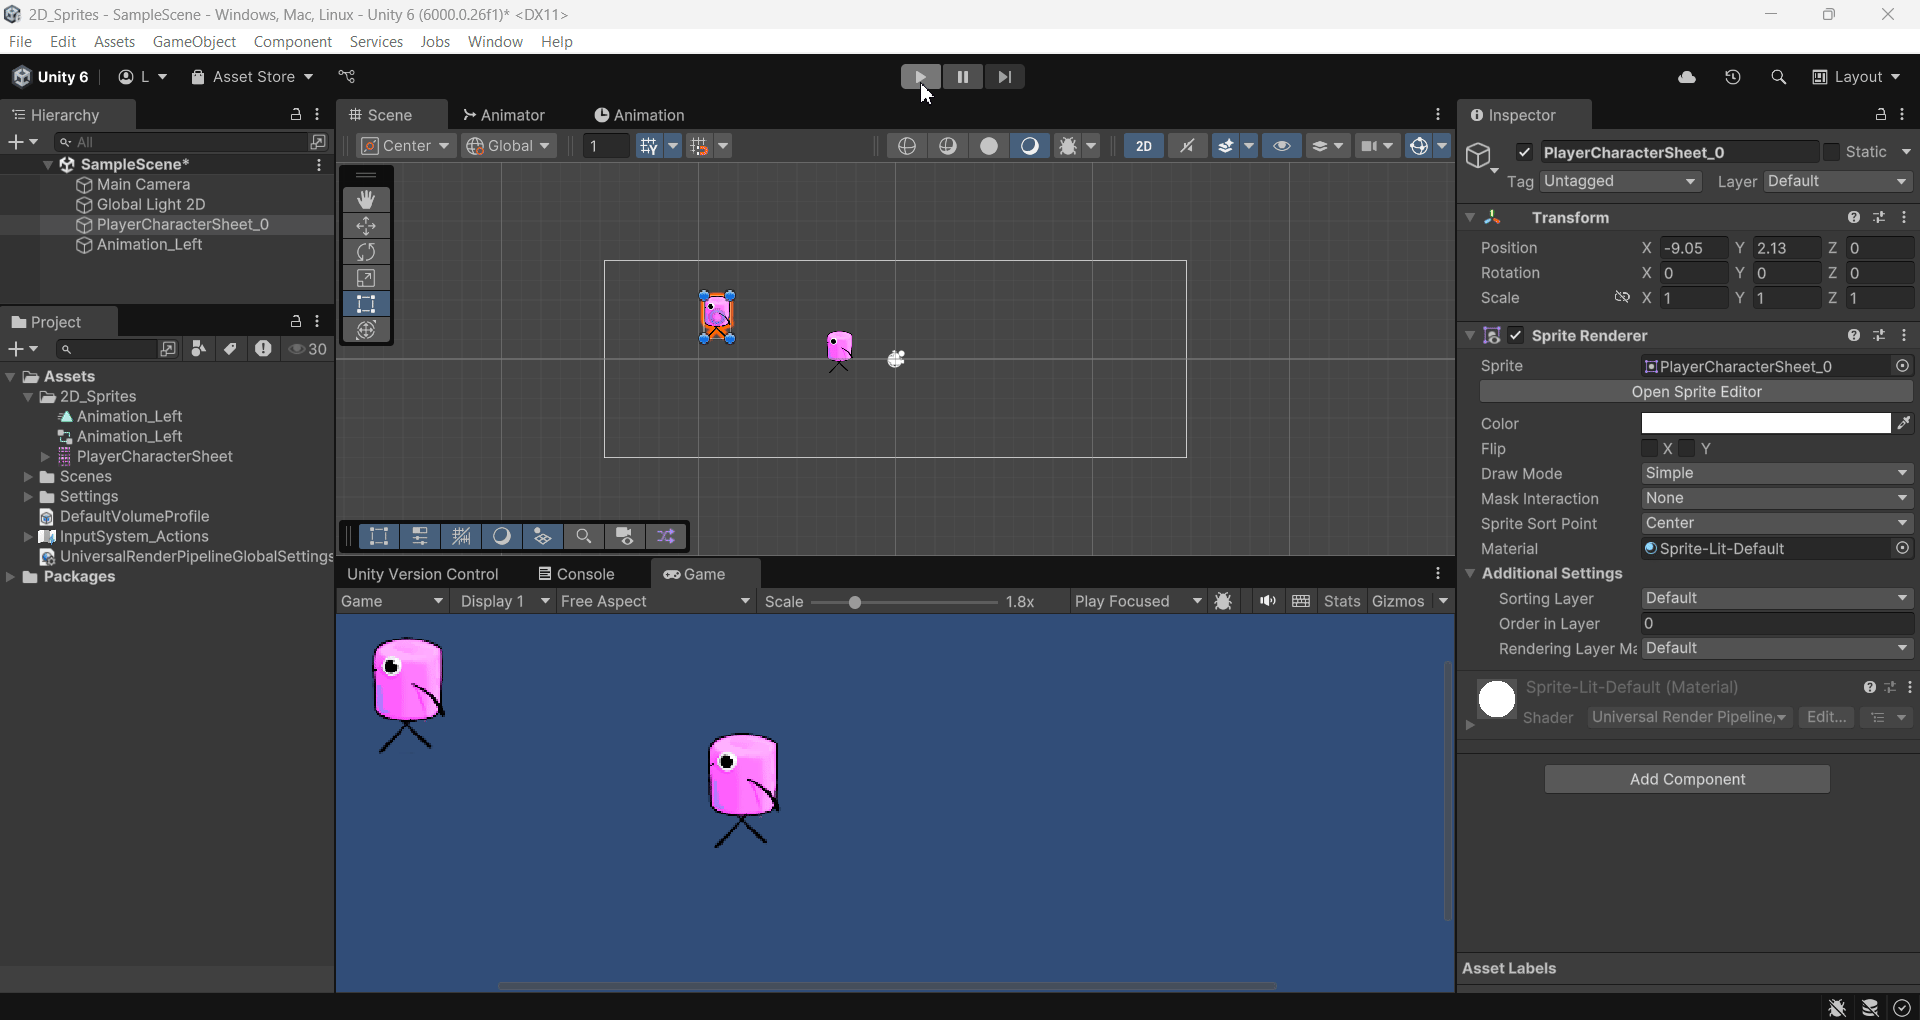 2D_Sprites - SampleScene - Windows, Mac, Linux - Unity 6 (6000.0.26f1)* <DX11>
File Edit Assets GameObject Component Services Jobs Window Help
Unity 6 L Asset Store Layout
Hierarchy
All
SampleScene*
Main Camera
Global Light 2D
PlayerCharacterSheet_0
Animation_Left
Project
30
Assets
2D_Sprites
Animation_Left
Animation_Left
PlayerCharacterSheet
Scenes
Settings
DefaultVolumeProfile
InputSystem_Actions
UniversalRenderPipelineGlobalSettings
Packages
Scene Animator Animation
Center Global 1 2D
Unity Version Control Console Game
Game Display 1 Free Aspect Scale 1.8x Play Focused Stats Gizmos
Inspector
PlayerCharacterSheet_0 Static
Tag Untagged Layer Default
Transform
Position X -9.05 Y 2.13 Z 0
Rotation X 0 Y 0 Z 0
Scale X 1 Y 1 Z 1
Sprite Renderer
Sprite PlayerCharacterSheet_0
Open Sprite Editor
Color
Flip X Y
Draw Mode Simple
Mask Interaction None
Sprite Sort Point Center
Material Sprite-Lit-Default
Additional Settings
Sorting Layer Default
Order in Layer 0
Rendering Layer Ma Default
Sprite-Lit-Default (Material)
Shader Universal Render Pipeline, Edit...
Add Component
Asset Labels